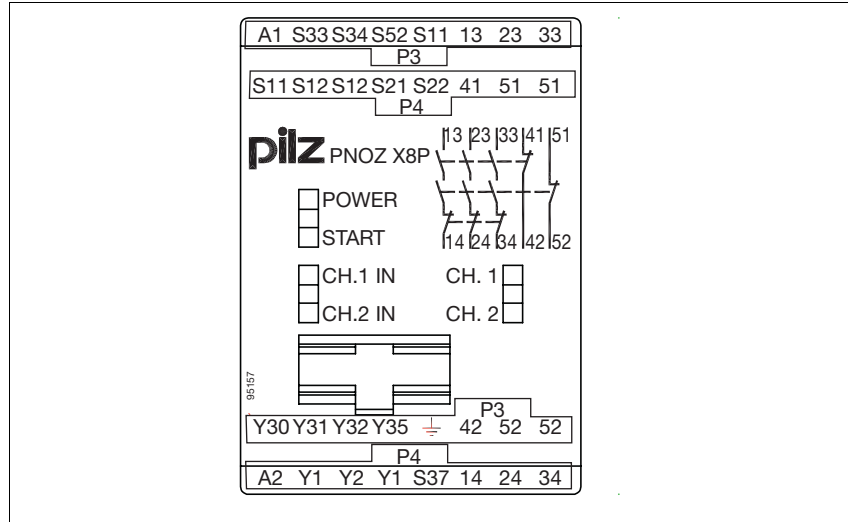 A1 S33 S34 S52 S11 13 23 33
P3
S11 S12 S12 S21 S22 41 51 51
P4
pilz PNOZ X8P
13 23 33 41 51
POWER
START
14 24 34 42 52
CH.1 IN CH. 1
CH.2 IN CH. 2
95157
P3
Y30 Y31 Y32 Y35 42 52 52
P4
A2 Y1 Y2 Y1 S37 14 24 34